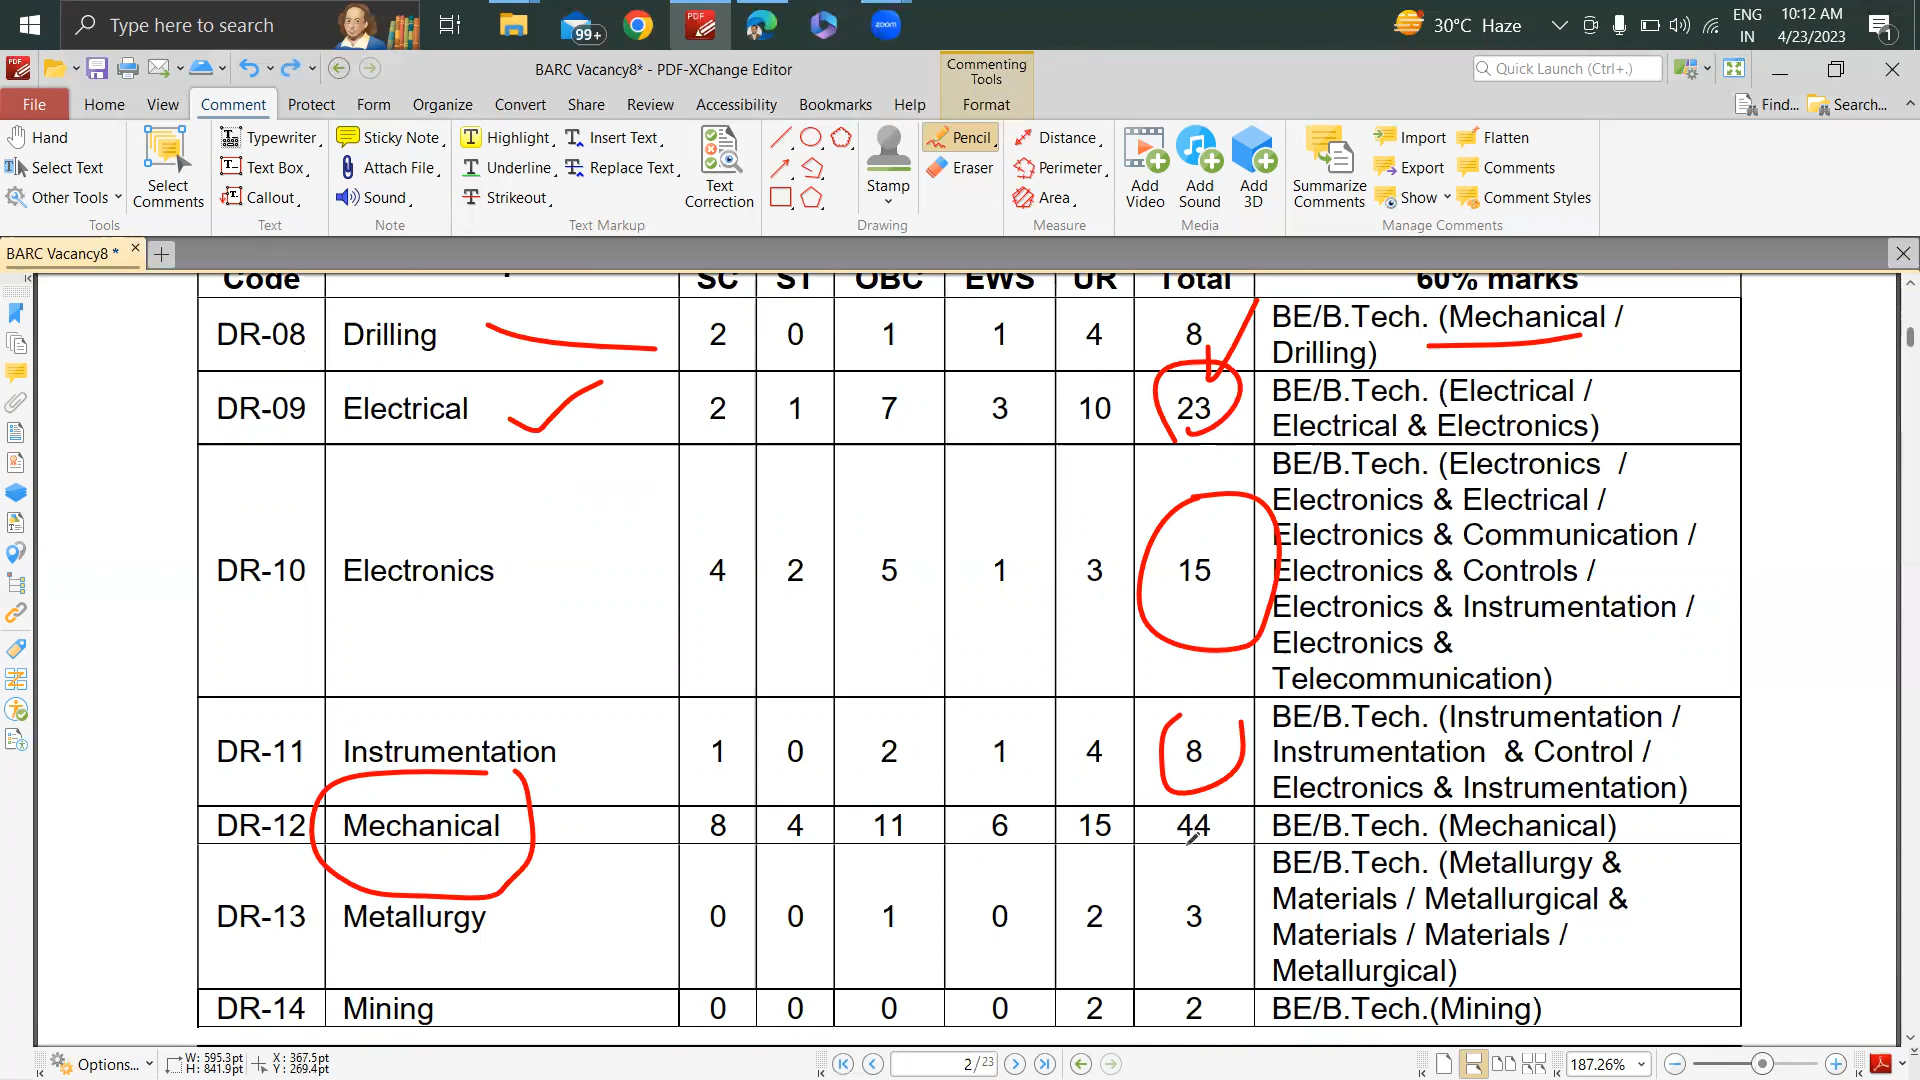 Type here to search
99+
zoom
30°C Haze
ENG
IN
10:12 AM
4/23/2023
1
BARC Vacancy8* - PDF-XChange Editor
Commenting
Tools
Quick Launch (Ctrl+.)
File Home View Comment Protect Form Organize Convert Share Review Accessibility Bookmarks Help Format
Find... Search...
Hand
Select Text
Other Tools
Select
Comments
Tools
Typewriter
Text Box
Callout
Text
Sticky Note
Attach File
Sound
Note
Highlight
Underline
Strikeout
Insert Text
Replace Text
Text
Correction
Text Markup
Stamp
Pencil
Eraser
Drawing
Distance
Perimeter
Area
Measure
Add
Video
Add
Sound
Add
3D
Media
Summarize
Comments
Import
Export
Show
Flatten
Comments
Comment Styles
Manage Comments
BARC Vacancy8 *
Code SC ST OBC EWS UR Total 60% marks
DR-08 Drilling 2 0 1 1 4 8 BE/B.Tech. (Mechanical /
Drilling)
DR-09 Electrical 2 1 7 3 10 23 BE/B.Tech. (Electrical /
Electrical & Electronics)
DR-10 Electronics 4 2 5 1 3 15 BE/B.Tech. (Electronics /
Electronics & Electrical /
Electronics & Communication /
Electronics & Controls /
Electronics & Instrumentation /
Electronics &
Telecommunication)
DR-11 Instrumentation 1 0 2 1 4 8 BE/B.Tech. (Instrumentation /
Instrumentation & Control /
Electronics & Instrumentation)
DR-12 Mechanical 8 4 11 6 15 44 BE/B.Tech. (Mechanical)
DR-13 Metallurgy 0 0 1 0 2 3 BE/B.Tech. (Metallurgy &
Materials / Metallurgical &
Materials / Materials /
Metallurgical)
DR-14 Mining 0 0 0 0 2 2 BE/B.Tech.(Mining)
Options...
W: 595.3pt
H: 841.9pt
X: 367.5pt
Y: 269.4pt
2 / 23
187.26%